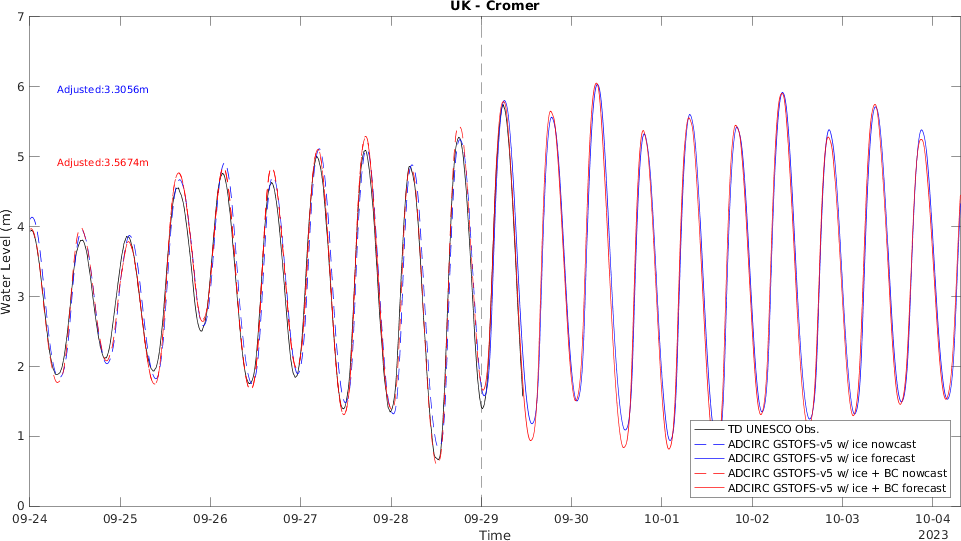 UK - Cromer
7
6
5
4
3
2
1
0
Water Level (m)
Adjusted:3.3056m
Adjusted:3.5674m
TD UNESCO Obs.
ADCIRC GSTOFS-v5 w/ ice nowcast
ADCIRC GSTOFS-v5 w/ ice forecast
ADCIRC GSTOFS-v5 w/ ice + BC nowcast
ADCIRC GSTOFS-v5 w/ ice + BC forecast
09-24 09-25 09-26 09-27 09-28 09-29 09-30 10-01 10-02 10-03 10-04
Time
2023